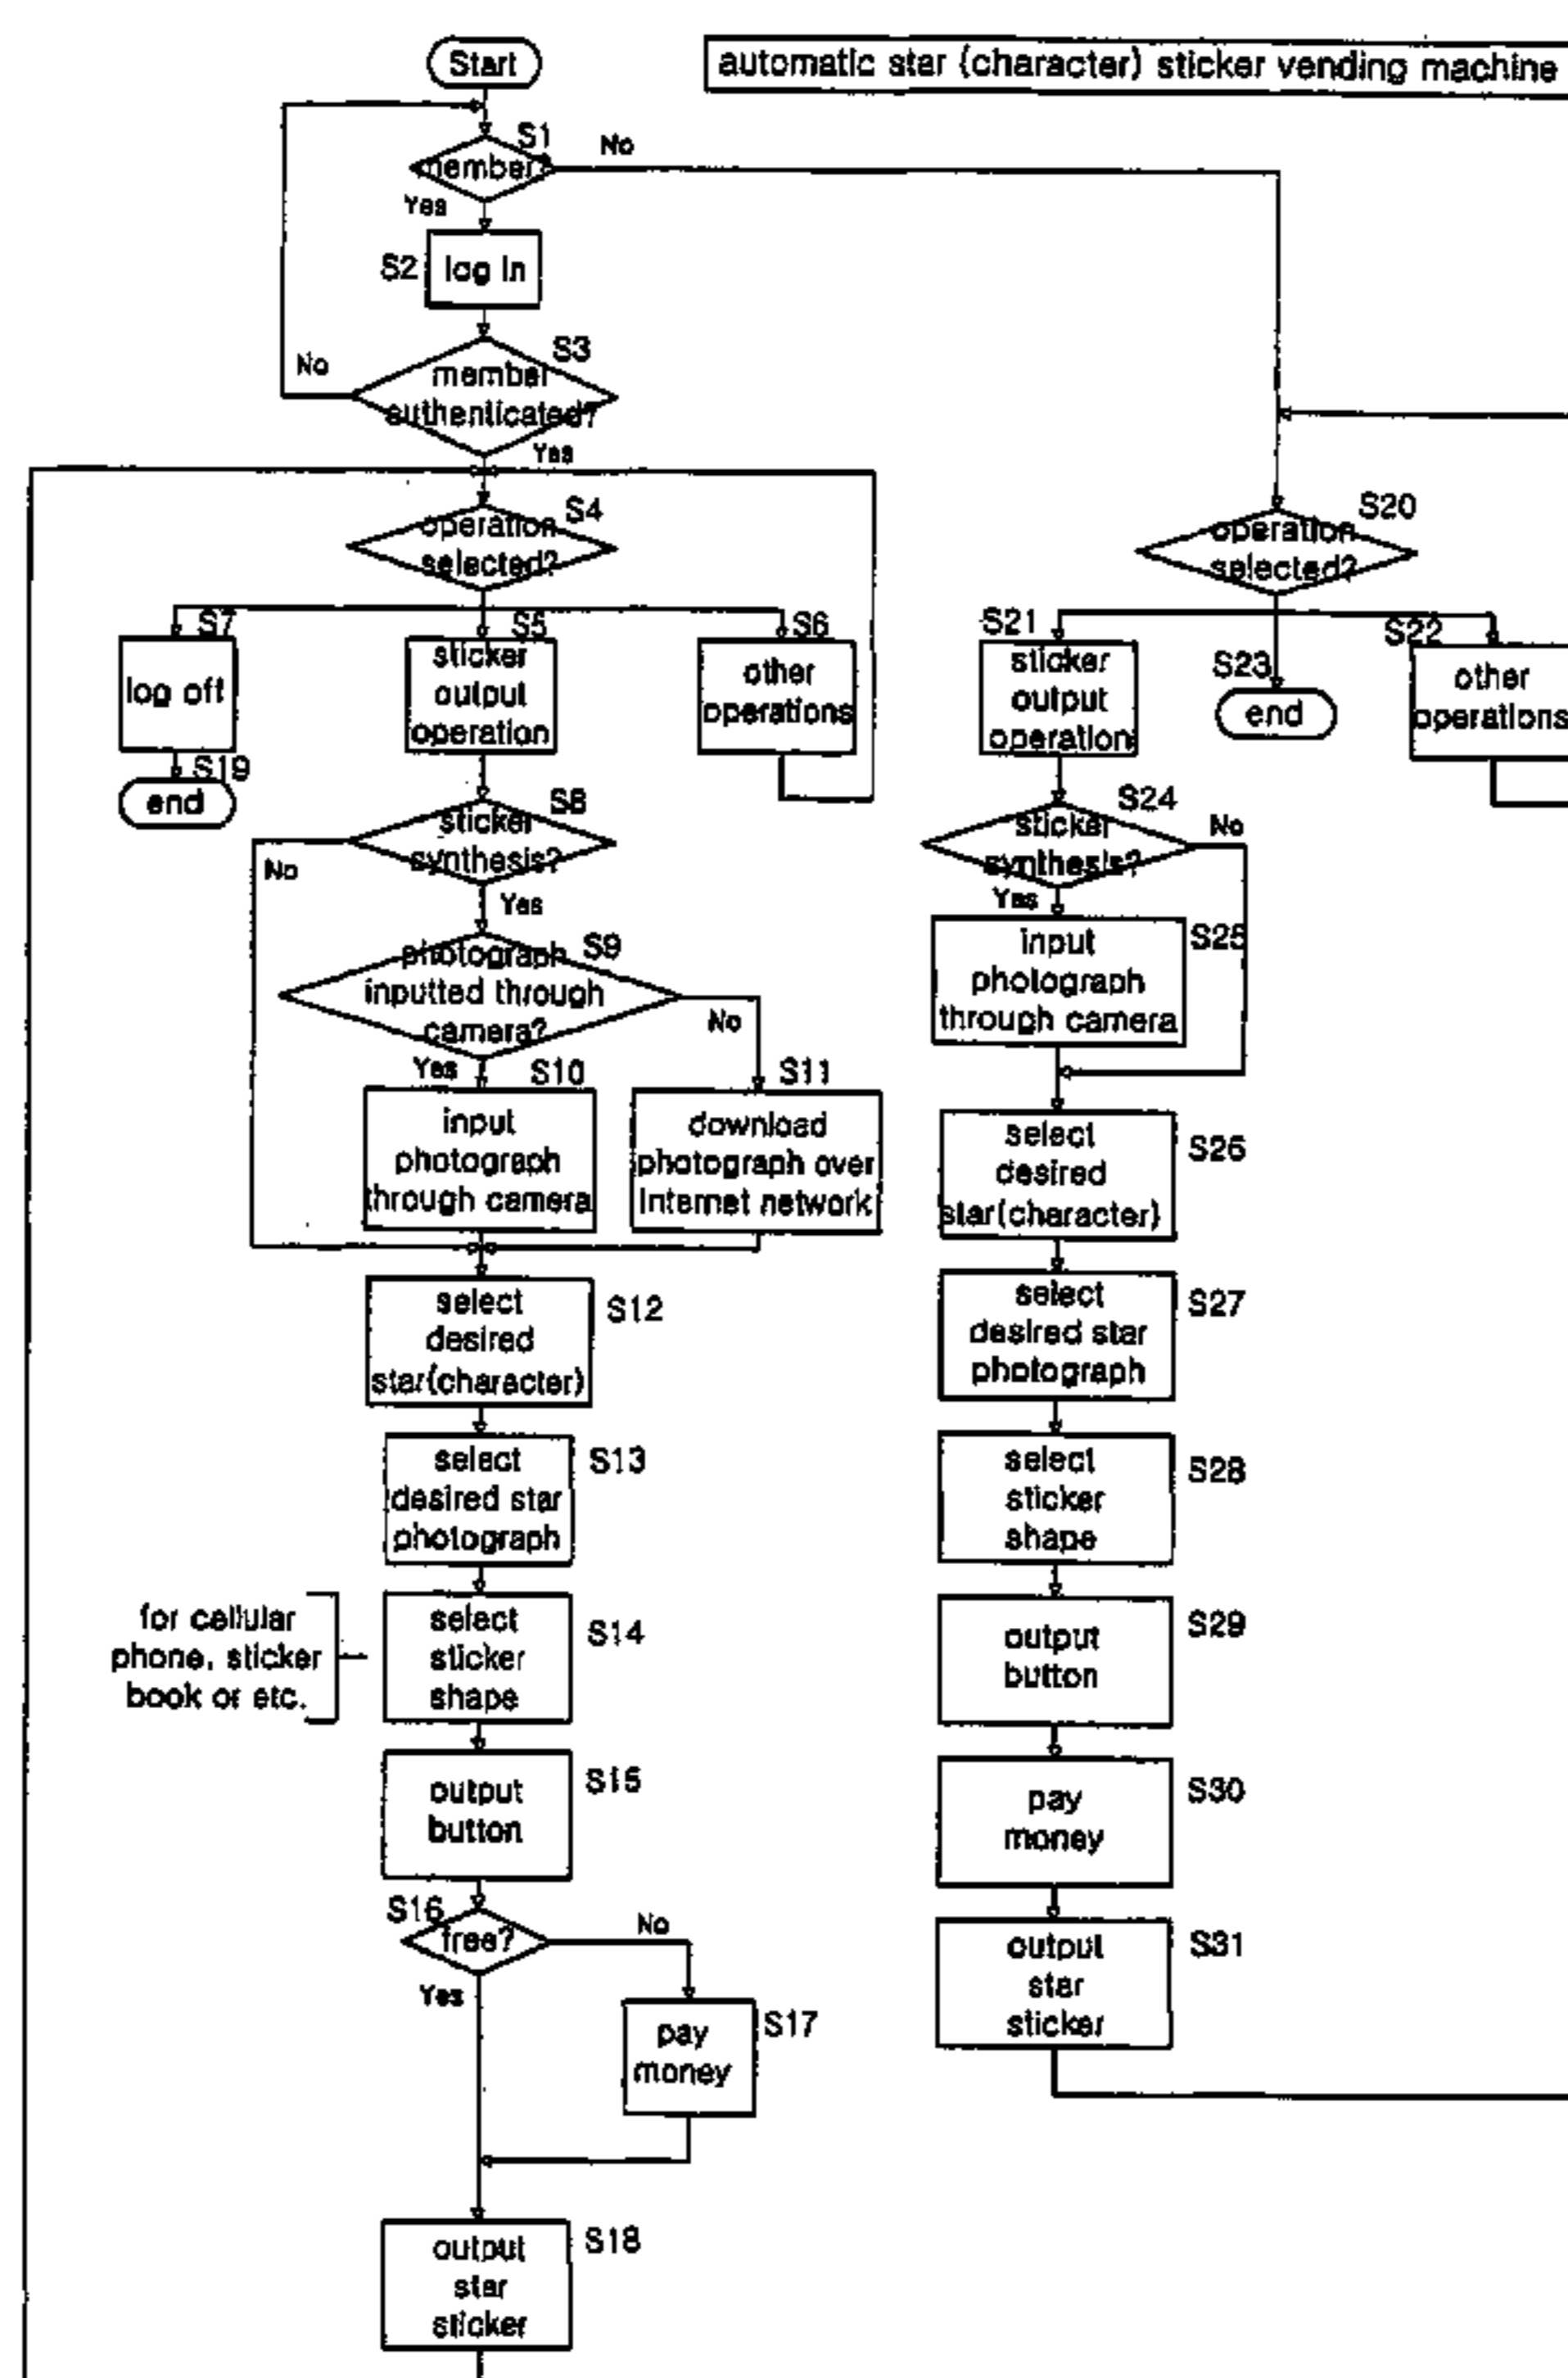 Start
automatic star (character) sticker vending machine
S1
member?
No
Yes
S2
log in
S3
member
authenticated?
No
Yes
S4
operation
selected?
S7
log off
S19
end
S5
sticker
output
operation
S6
other
operations
S8
sticker
synthesis?
No
Yes
S9
photograph
inputted through
camera?
No
Yes
S10
input
photograph
through camera
S11
download
photograph over
Internet network
S12
select
desired
star(character)
S13
select
desired star
photograph
for cellular
phone, sticker
book or etc.
S14
select
sticker
shape
S15
output
button
S16
free?
No
Yes
S17
pay
money
S18
output
star
sticker
S20
operation
selected?
S21
sticker
output
operation
S23
end
S22
other
operations
S24
sticker
synthesis?
No
Yes
S25
input
photograph
through camera
S26
select
desired
star(character)
S27
select
desired star
photograph
S28
select
sticker
shape
S29
output
button
S30
pay
money
S31
output
star
sticker